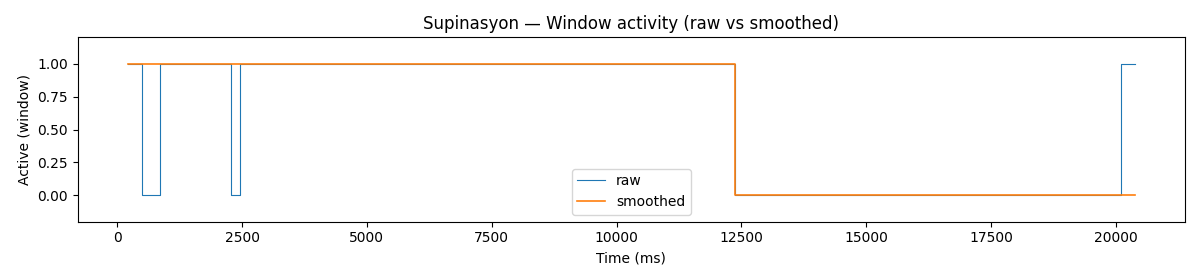 Supinasyon — Window activity (raw vs smoothed)
Active (window)
1.00
0.75
0.50
0.25
0.00
raw
smoothed
0 2500 5000 7500 10000 12500 15000 17500 20000
Time (ms)